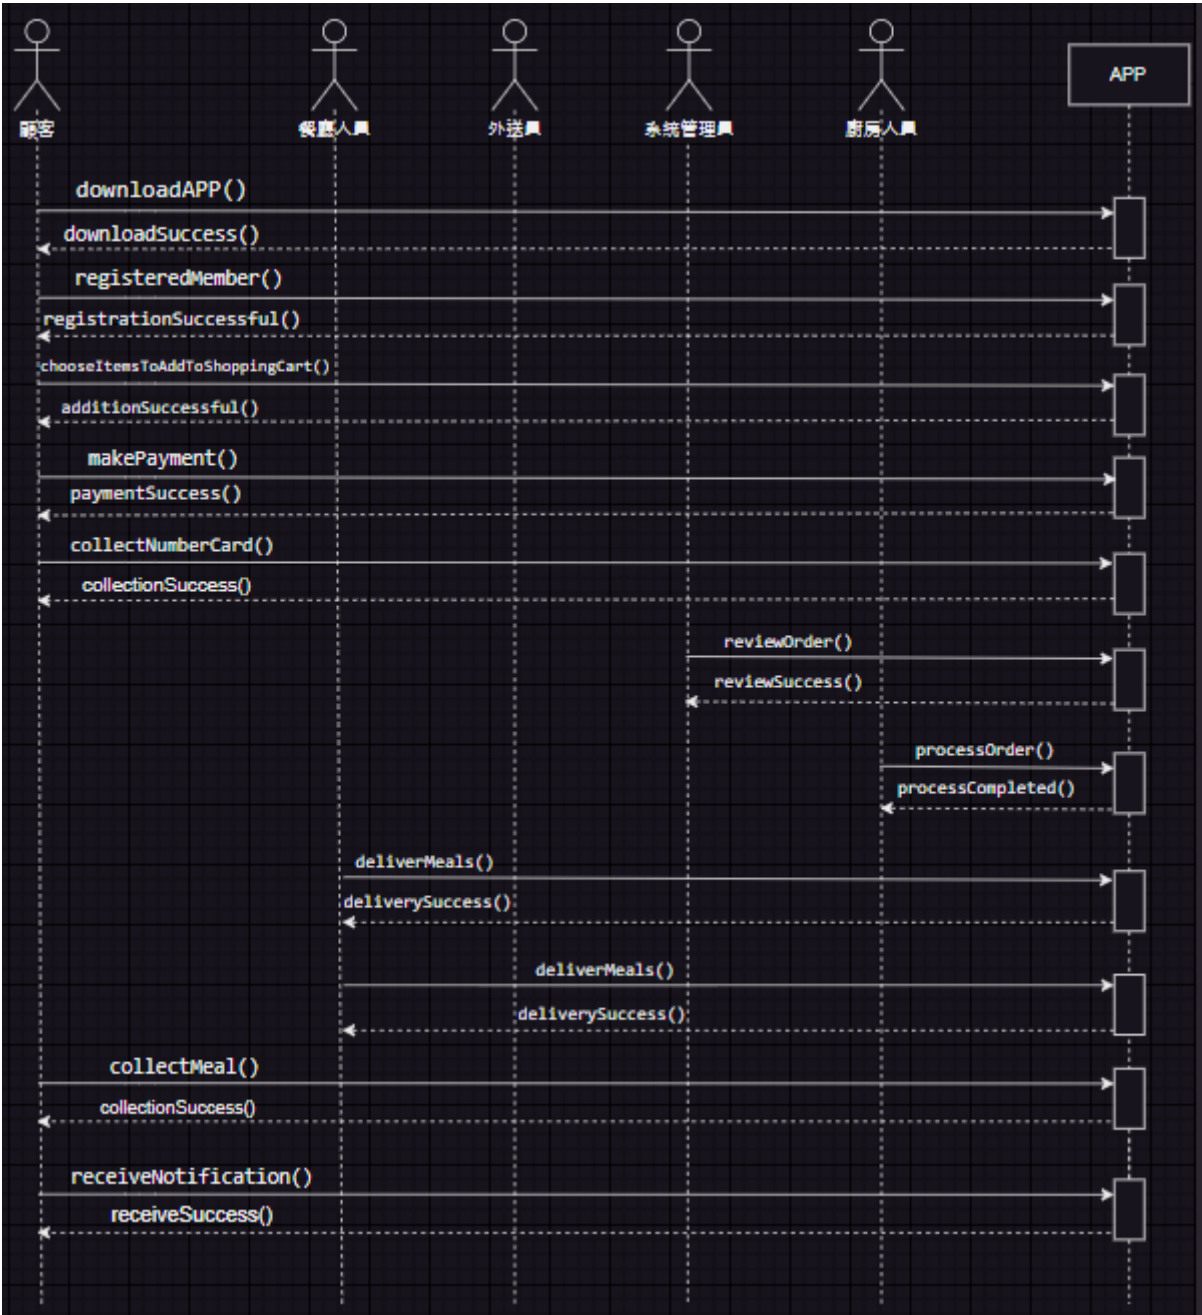 顧客
餐廳人員
外送員
系統管理員
廚房人員
APP
downloadAPP()
downloadSuccess()
registeredMember()
registrationSuccessful()
chooseItemsToAddToShoppingCart()
additionSuccessful()
makePayment()
paymentSuccess()
collectNumberCard()
collectionSuccess()
reviewOrder()
reviewSuccess()
processOrder()
processCompleted()
deliverMeals()
deliverySuccess()
deliverMeals()
deliverySuccess()
collectMeal()
collectionSuccess()
receiveNotification()
receiveSuccess()